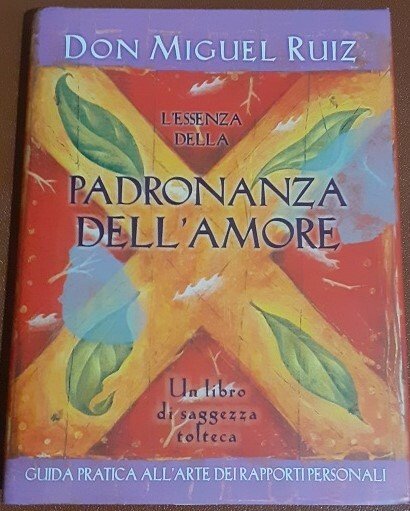 DON MIGUEL RUIZ
L'ESSENZA
DELLA
PADRONANZA
DELL'AMORE
Un libro
di saggezza
tolteca
GUIDA PRATICA ALL'ARTE DEI RAPPORTI PERSONALI